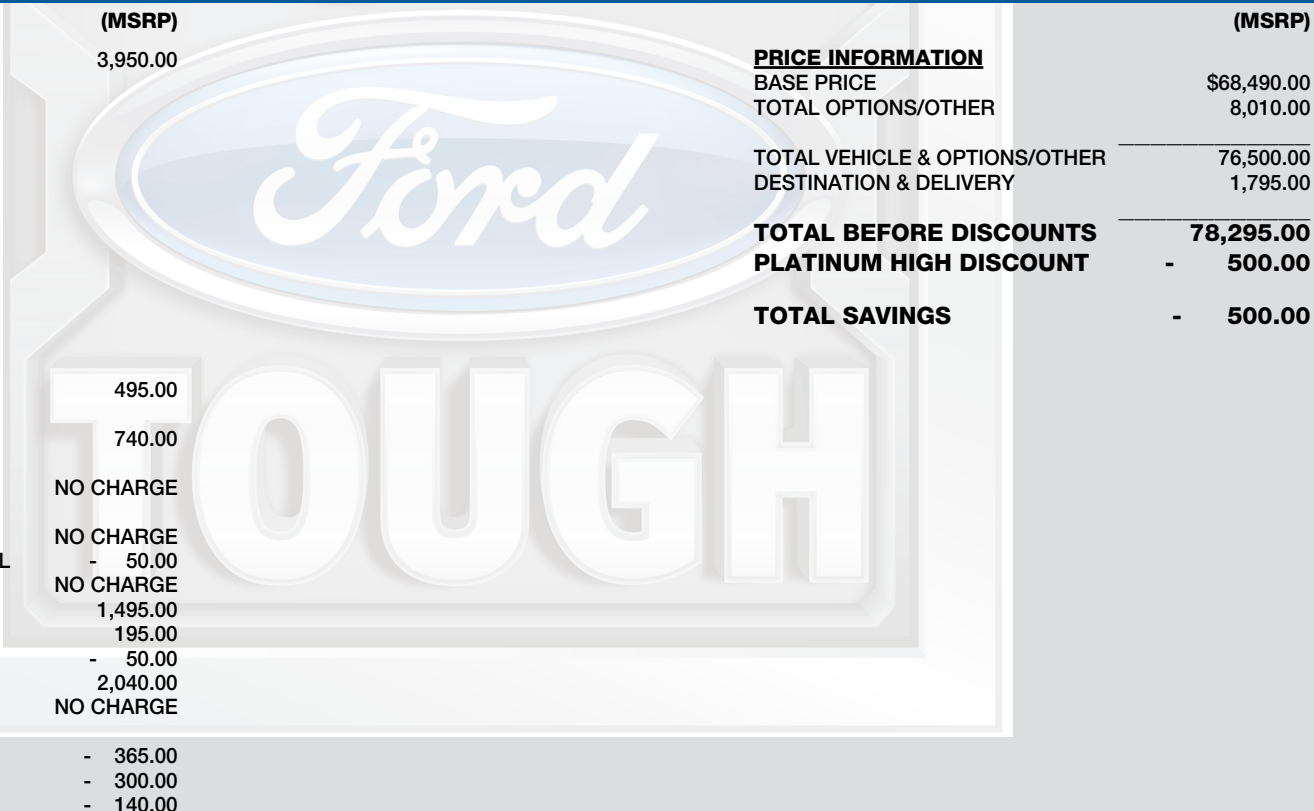 (MSRP)
3,950.00
495.00
740.00
NO CHARGE
NO CHARGE
L - 50.00
NO CHARGE
1,495.00
195.00
- 50.00
2,040.00
NO CHARGE
- 365.00
- 300.00
- 140.00
Ford
TOUGH
(MSRP)
PRICE INFORMATION
BASE PRICE $68,490.00
TOTAL OPTIONS/OTHER 8,010.00
TOTAL VEHICLE & OPTIONS/OTHER 76,500.00
DESTINATION & DELIVERY 1,795.00
TOTAL BEFORE DISCOUNTS 78,295.00
PLATINUM HIGH DISCOUNT - 500.00
TOTAL SAVINGS - 500.00